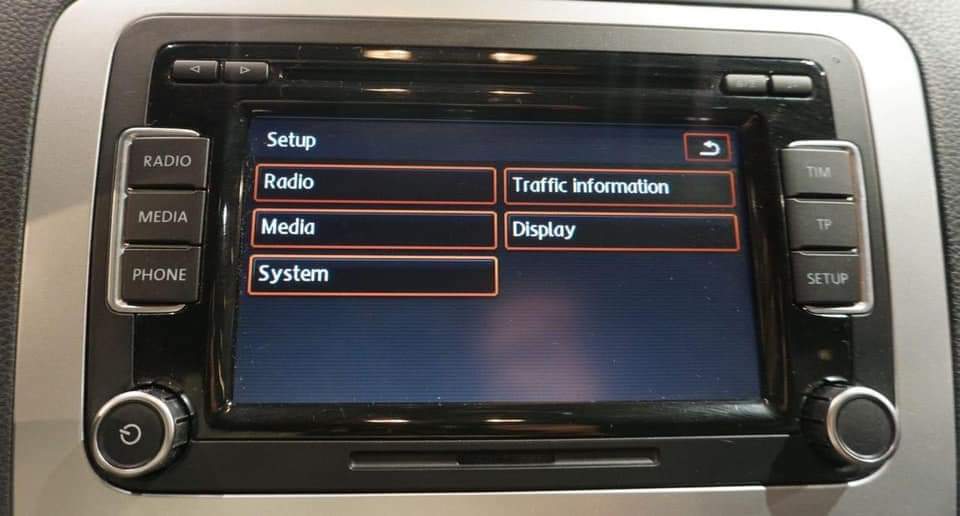 Setup
Radio
Traffic information
Media
Display
System
RADIO
MEDIA
PHONE
TIM
TP
SETUP